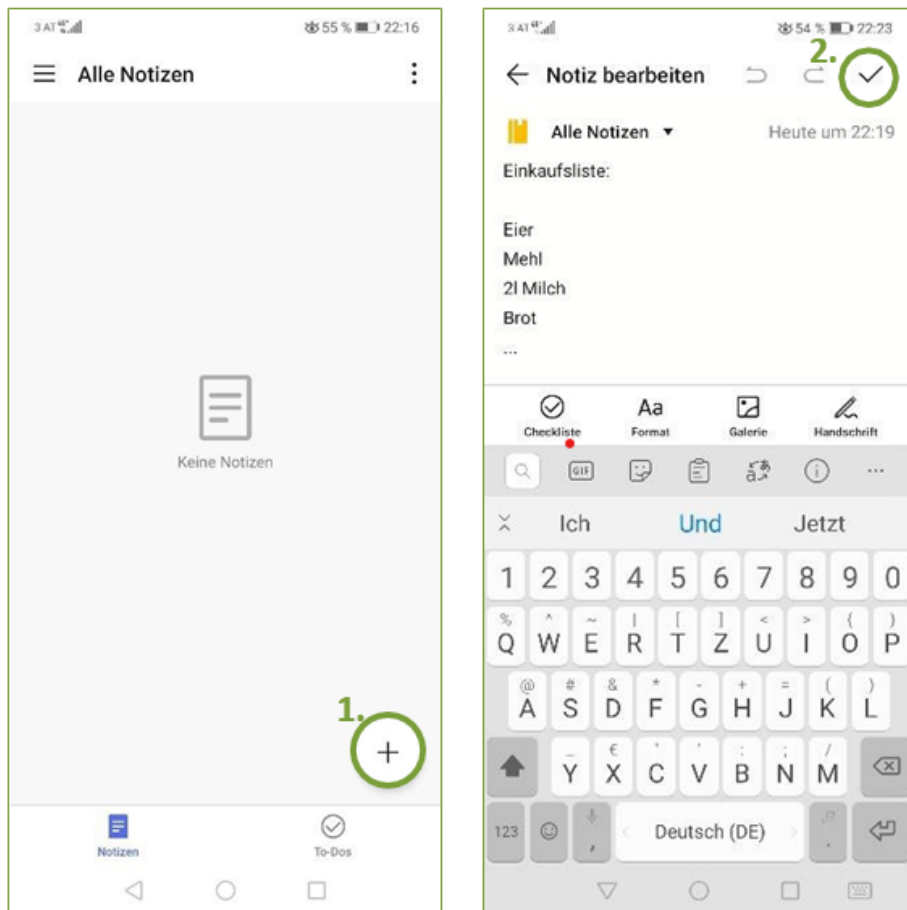 3 AT 55 % 22:16
Alle Notizen
Keine Notizen
1.
+
Notizen To-Dos
3 AT 54 % 22:23
2.
Notiz bearbeiten
Alle Notizen Heute um 22:19
Einkaufsliste:
Eier
Mehl
2l Milch
Brot
...
Checkliste Format Galerie Handschrift
Aa
GIF
Ich Und Jetzt
1 2 3 4 5 6 7 8 9 0
% ^ ~ | [ ] < > { }
Q W E R T Z U I O P
@ # & * - + = ( )
A S D F G H J K L
_ € : ; /
Y X C V B N M
123 , Deutsch (DE) .